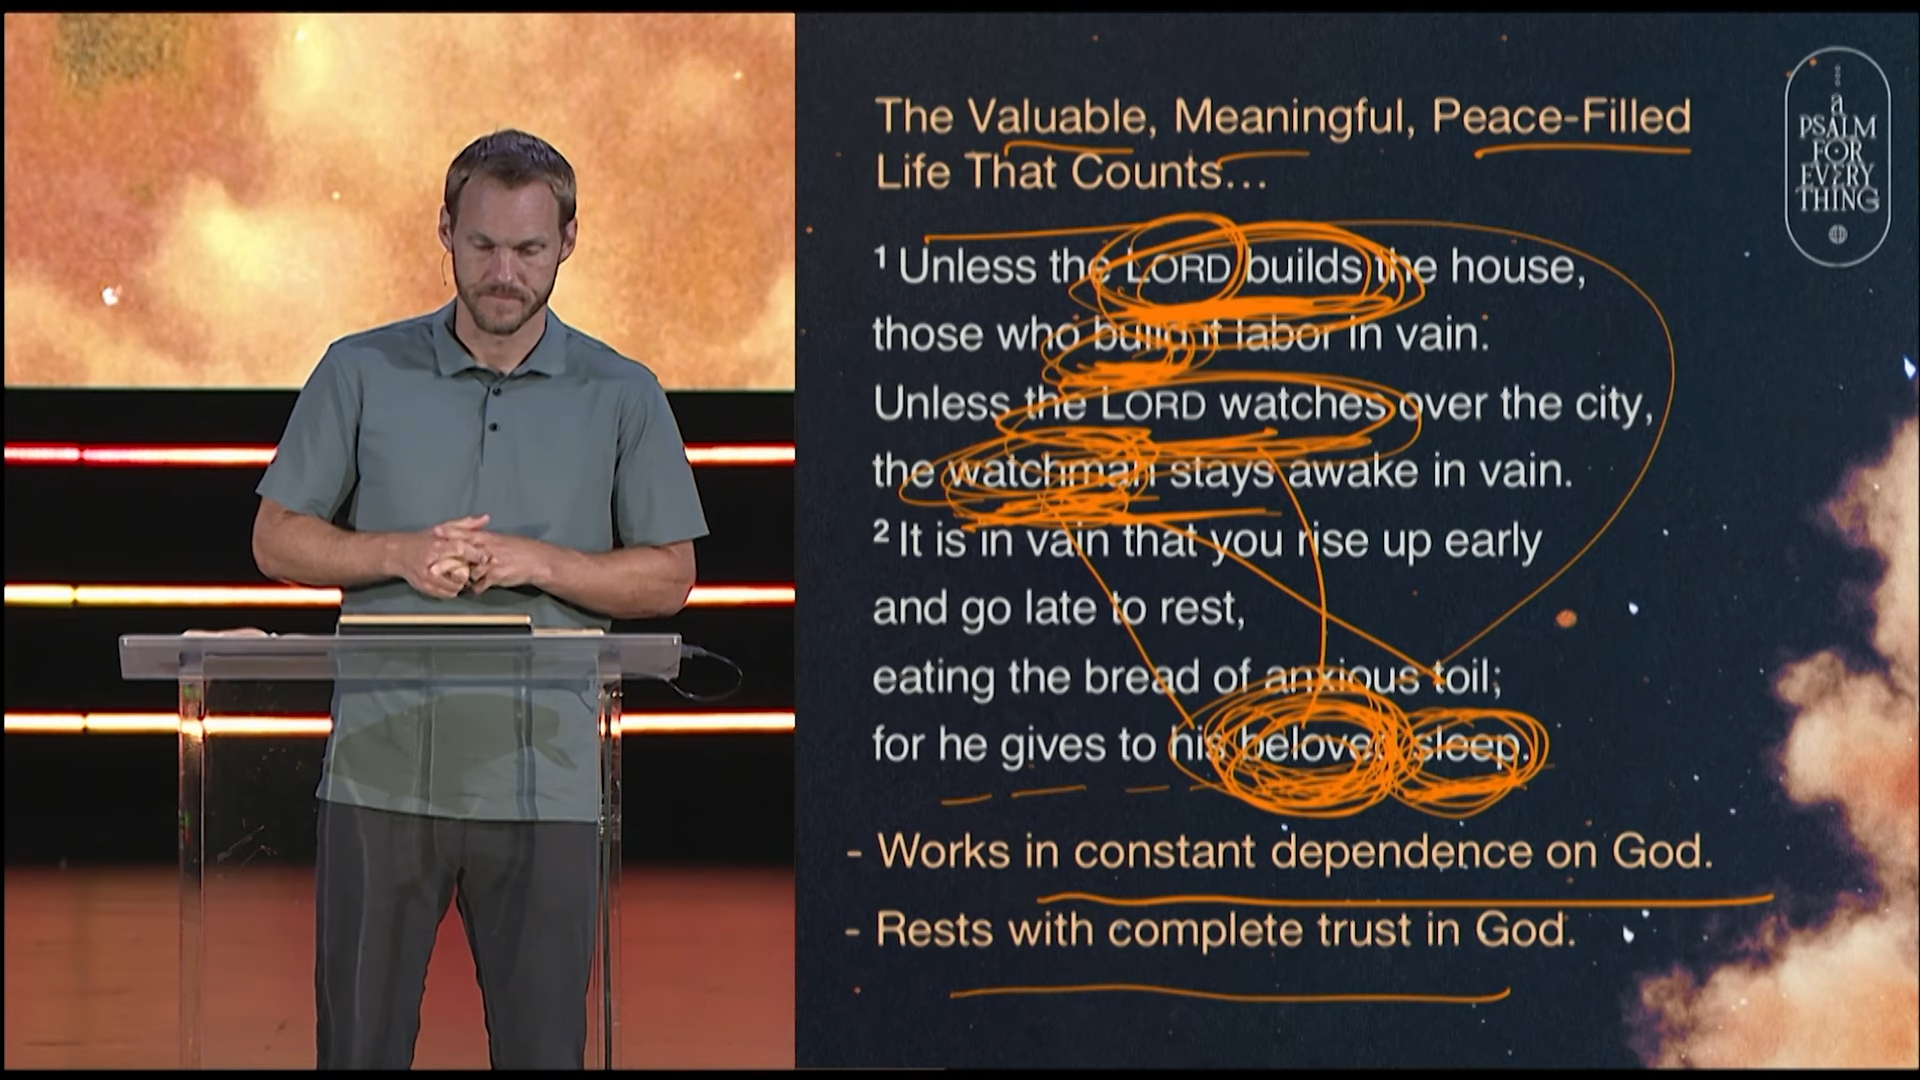 The Valuable, Meaningful, Peace-Filled
Life That Counts...
1 Unless the LORD builds the house,
those who build it labor in vain.
Unless the LORD watches over the city,
the watchman stays awake in vain.
2 It is in vain that you rise up early
and go late to rest,
eating the bread of anxious toil;
for he gives to his beloved sleep.
- Works in constant dependence on God.
- Rests with complete trust in God.
a
PSALM
FOR
EVERY
THING